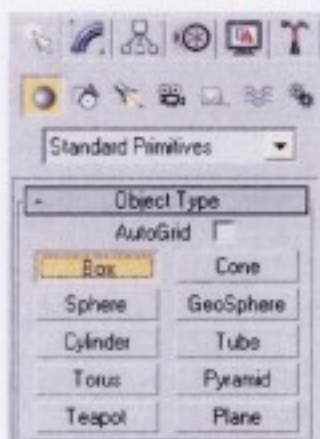 Standard Primitives
- Object Type
AutoGrid
Box Cone
Sphere GeoSphere
Cylinder Tube
Torus Pyramid
Teapot Plane